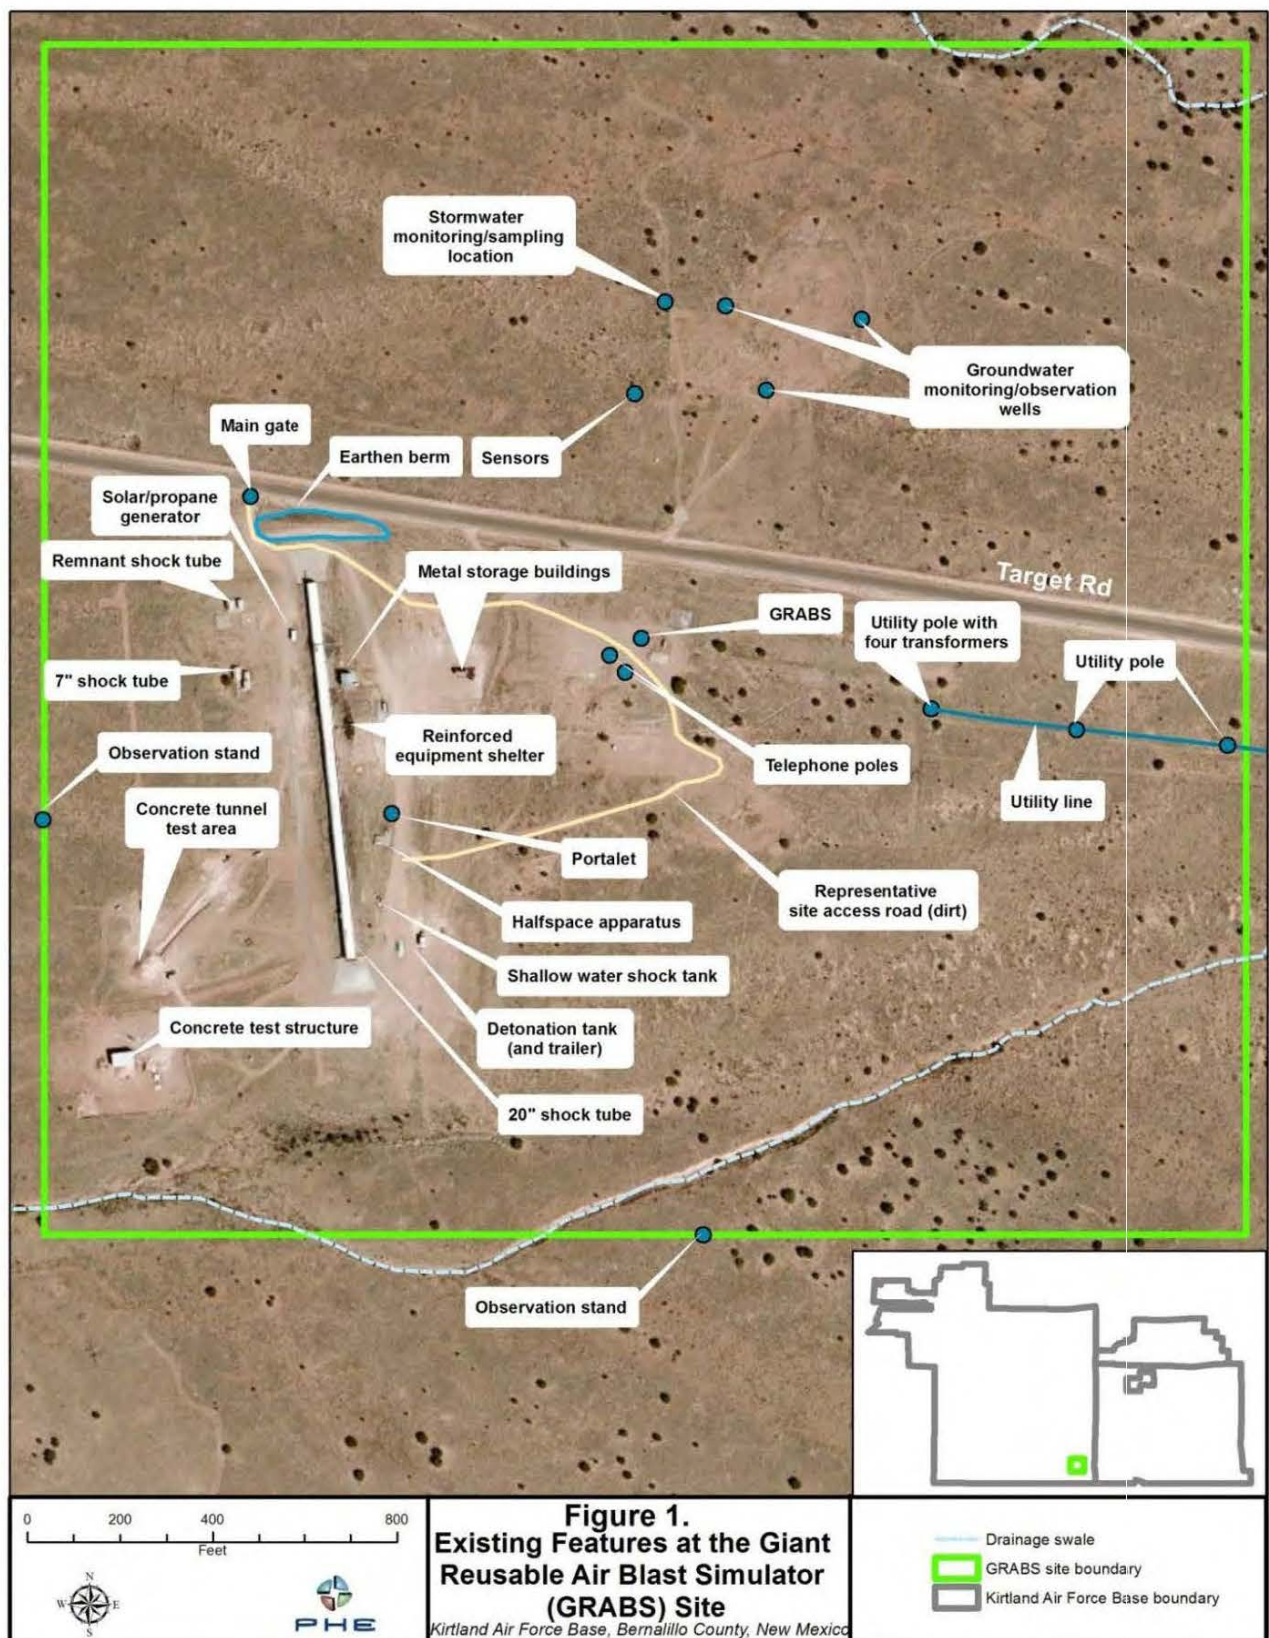 Stormwater
monitoring/sampling
location
Groundwater
monitoring/observation
wells
Main gate
Earthen berm
Sensors
Solar/propane
generator
Remnant shock tube
Metal storage buildings
Target Rd
GRABS
Utility pole with
four transformers
Utility pole
7" shock tube
Reinforced
equipment shelter
Observation stand
Telephone poles
Concrete tunnel
test area
Utility line
Portalet
Representative
site access road (dirt)
Halfspace apparatus
Shallow water shock tank
Concrete test structure
Detonation tank
(and trailer)
20" shock tube
Observation stand
0 200 400 800
Feet
N
W E
S
PHE
Figure 1.
Existing Features at the Giant
Reusable Air Blast Simulator
(GRABS) Site
Kirtland Air Force Base, Bernalillo County, New Mexico
Drainage swale
GRABS site boundary
Kirtland Air Force Base boundary